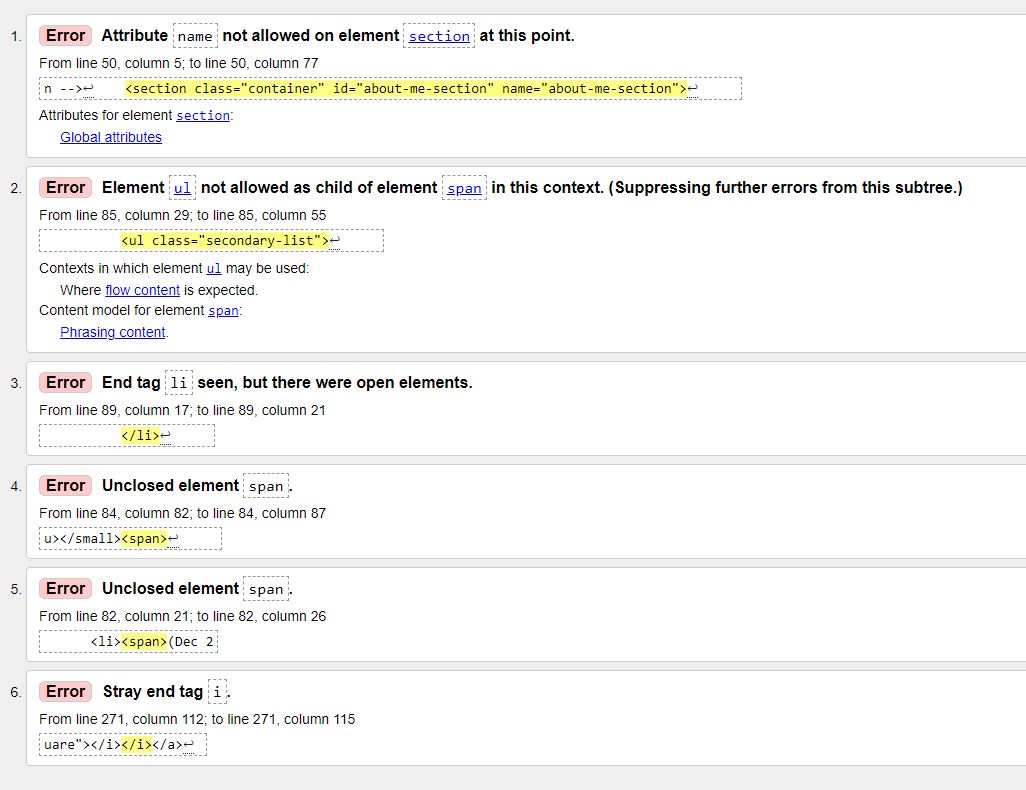 1. Error Attribute name not allowed on element section at this point.
From line 50, column 5; to line 50, column 77
n -->↩ <section class="container" id="about-me-section" name="about-me-section">↩
Attributes for element section:
Global attributes
2. Error Element ul not allowed as child of element span in this context. (Suppressing further errors from this subtree.)
From line 85, column 29; to line 85, column 55
<ul class="secondary-list">↩
Contexts in which element ul may be used:
Where flow content is expected.
Content model for element span:
Phrasing content.
3. Error End tag li seen, but there were open elements.
From line 89, column 17; to line 89, column 21
</li>↩
4. Error Unclosed element span.
From line 84, column 82; to line 84, column 87
u></small><span>↩
5. Error Unclosed element span.
From line 82, column 21; to line 82, column 26
<li><span>(Dec 2
6. Error Stray end tag i.
From line 271, column 112; to line 271, column 115
uare"></i></i></a>↩